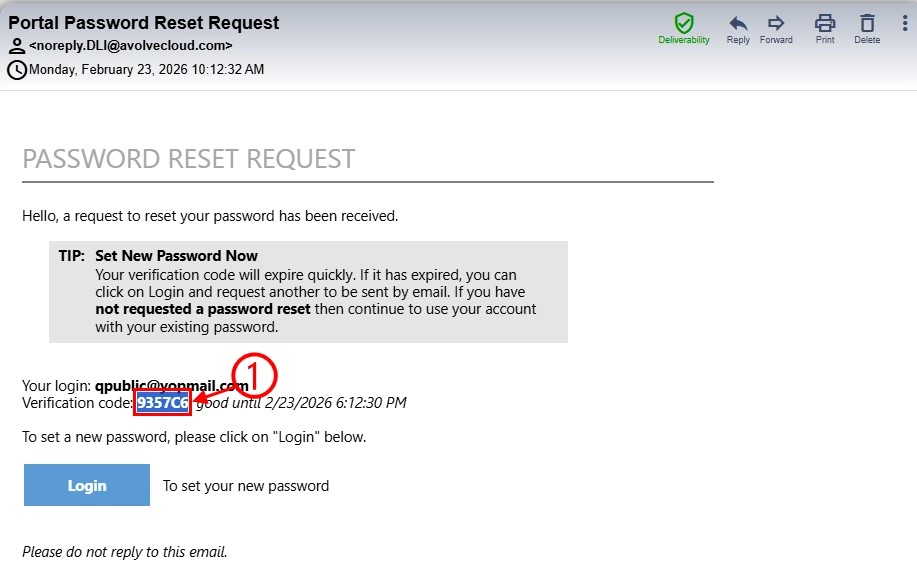 Portal Password Reset Request
<noreply.DLI@avolvecloud.com>
Monday, February 23, 2026 10:12:32 AM
Deliverability
Reply
Forward
Print
Delete
PASSWORD RESET REQUEST
Hello, a request to reset your password has been received.
TIP: Set New Password Now
Your verification code will expire quickly. If it has expired, you can
click on Login and request another to be sent by email. If you have
not requested a password reset then continue to use your account
with your existing password.
1
Your login: qpublic@yopmail.com
Verification code: 9357C6 good until 2/23/2026 6:12:30 PM
To set a new password, please click on "Login" below.
Login To set your new password
Please do not reply to this email.